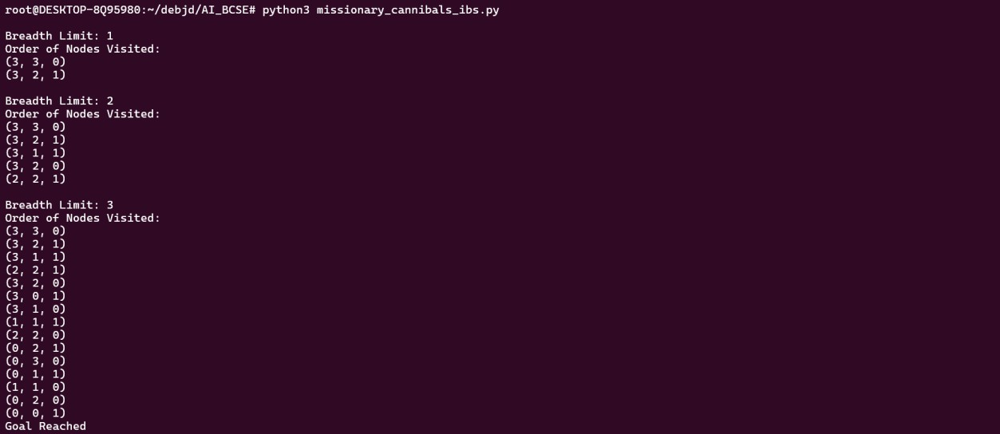 root@DESKTOP-8Q95980:~/debjd/AI_BCSE# python3 missionary_cannibals_ibs.py
Breadth Limit: 1
Order of Nodes Visited:
(3, 3, 0)
(3, 2, 1)
Breadth Limit: 2
Order of Nodes Visited:
(3, 3, 0)
(3, 2, 1)
(3, 1, 1)
(3, 2, 0)
(2, 2, 1)
Breadth Limit: 3
Order of Nodes Visited:
(3, 3, 0)
(3, 2, 1)
(3, 1, 1)
(2, 2, 1)
(3, 2, 0)
(3, 0, 1)
(3, 1, 0)
(1, 1, 1)
(2, 2, 0)
(0, 2, 1)
(0, 3, 0)
(0, 1, 1)
(1, 1, 0)
(0, 2, 0)
(0, 0, 1)
Goal Reached